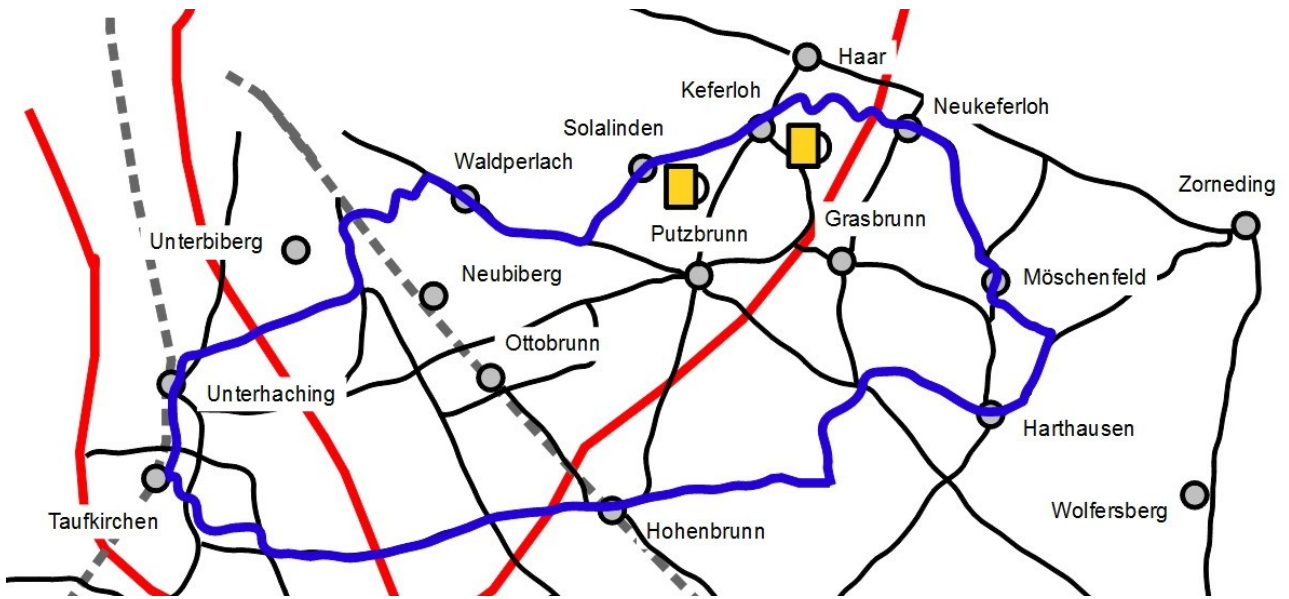 Haar
Keferloh
Neukeferloh
Solalinden
Waldperlach
Zorneding
Grasbrunn
Putzbrunn
Unterbiberg
Neubiberg
Möschenfeld
Ottobrunn
Unterhaching
Harthausen
Wolfersberg
Taufkirchen
Hohenbrunn